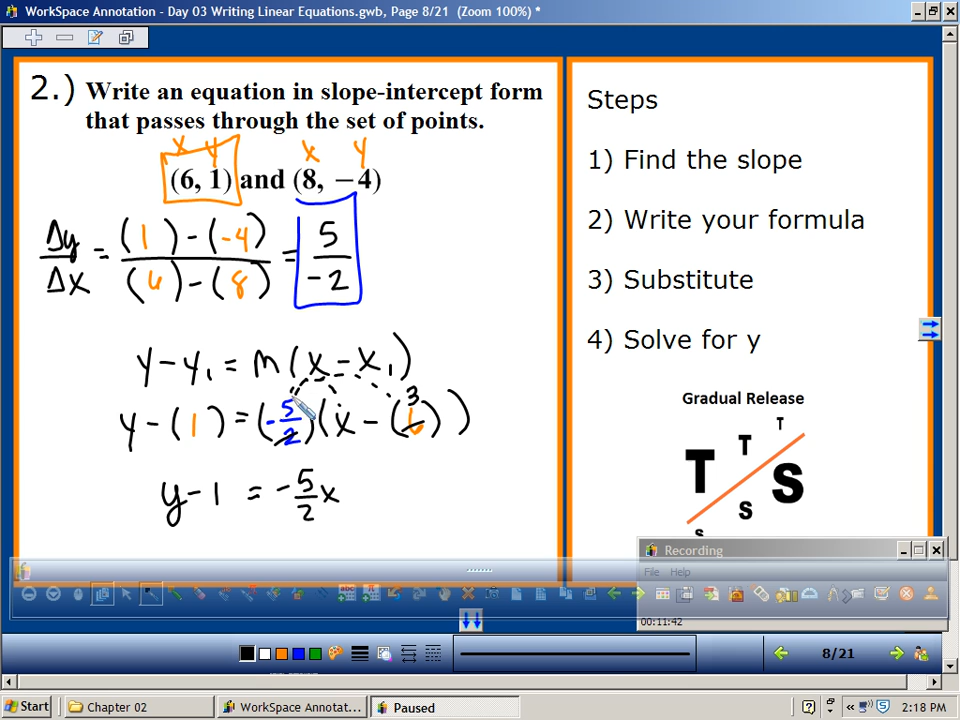 WorkSpace Annotation - Day 03 Writing Linear Equations.gwb, Page 8/21 (Zoom 100%) *
2.) Write an equation in slope-intercept form
that passes through the set of points.
x y x y
(6, 1) and (8, −4)
Δy/Δx = (1)-(-4)/(6)-(8) = 5/-2
y - y₁ = m(x - x₁)
3
y - (1) = (-5/2)(x - (6))
y - 1 = -5/2 x
Steps
1) Find the slope
2) Write your formula
3) Substitute
4) Solve for y
Gradual Release
T
T
T
S
S
S
Recording
File Help
00:11:42
8/21
Start
Chapter 02
WorkSpace Annotat...
Paused
2:18 PM